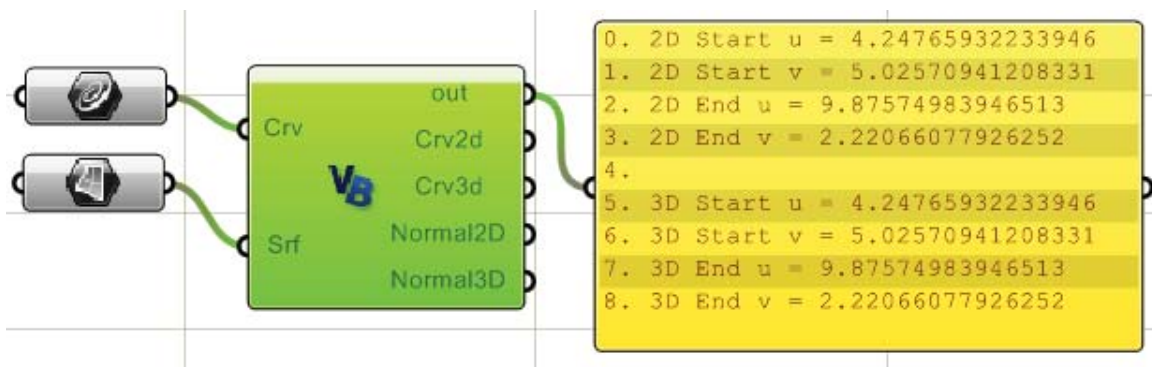 Crv
Srf
VB
out
Crv2d
Crv3d
Normal2D
Normal3D
0. 2D Start u = 4.24765932233946
1. 2D Start v = 5.02570941208331
2. 2D End u = 9.87574983946513
3. 2D End v = 2.22066077926252
4.
5. 3D Start u = 4.24765932233946
6. 3D Start v = 5.02570941208331
7. 3D End u = 9.87574983946513
8. 3D End v = 2.22066077926252